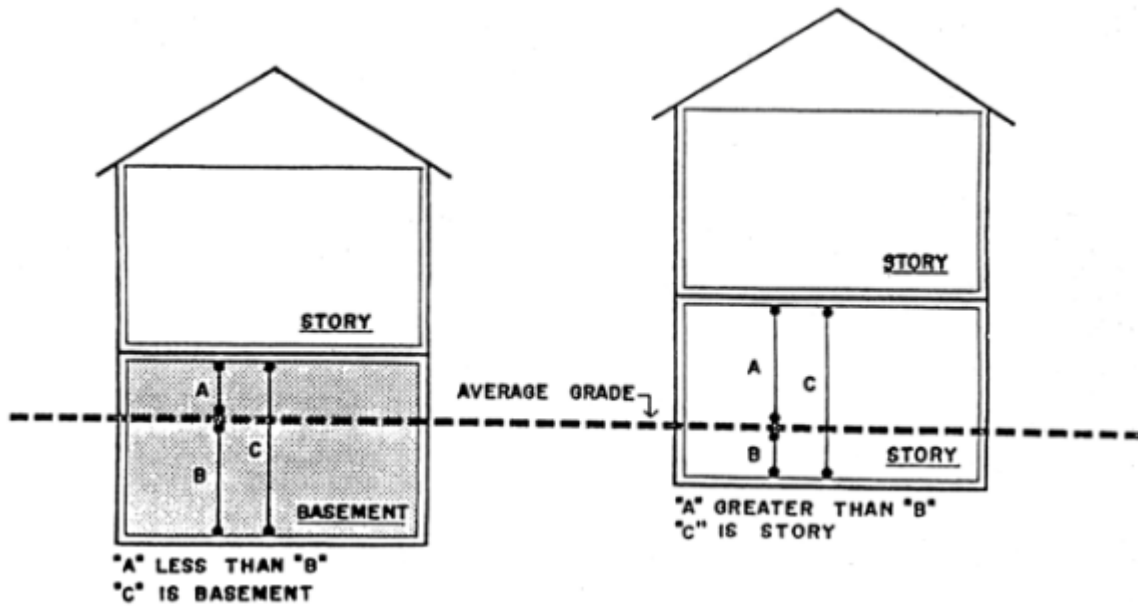 STORY
A
C
B
BASEMENT
"A" LESS THAN "B"
"C" IS BASEMENT
AVERAGE GRADE
STORY
A
C
B
STORY
"A" GREATER THAN "B"
"C" IS STORY